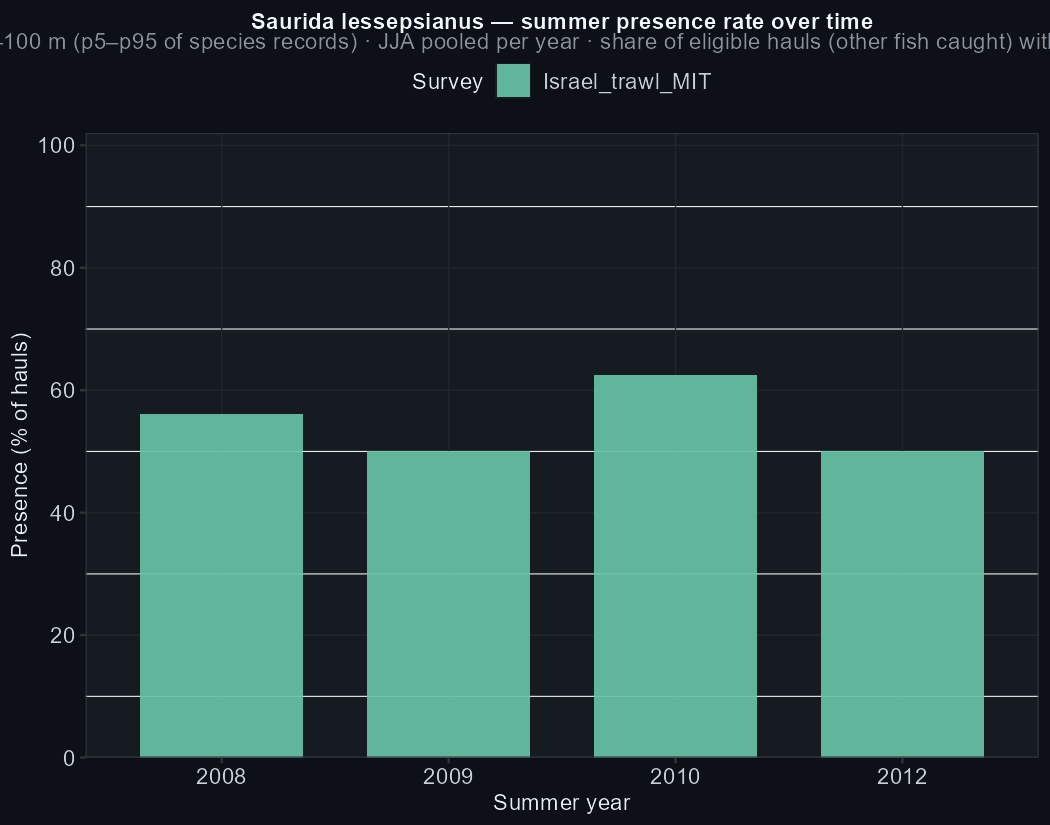 Saurida lessepsianus — summer presence rate over time
–100 m (p5–p95 of species records) · JJA pooled per year · share of eligible hauls (other fish caught)
Survey Israel_trawl_MIT
100
80
60
40
20
0
Presence (% of hauls)
2008 2009 2010 2012
Summer year